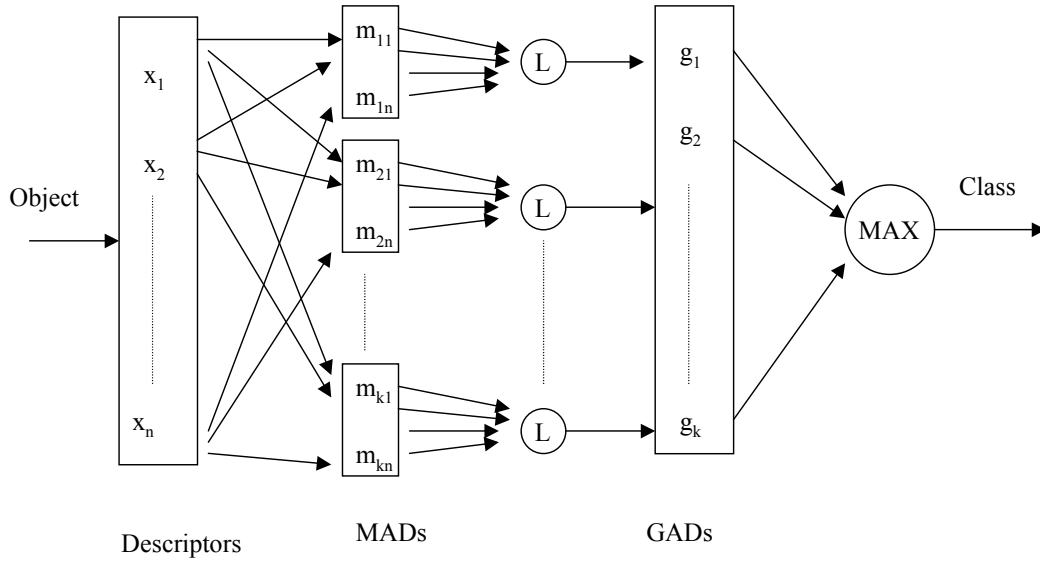 Object
x1
x2
xn
Descriptors
m11
m1n
m21
m2n
mk1
mkn
MADs
L
L
L
g1
g2
gk
GADs
MAX
Class